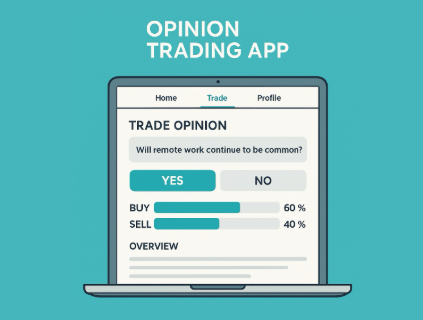 OPINION
TRADING APP
Home Trade Profile
TRADE OPINION
Will remote work continue to be common?
YES NO
BUY 60 %
SELL 40 %
OVERVIEW